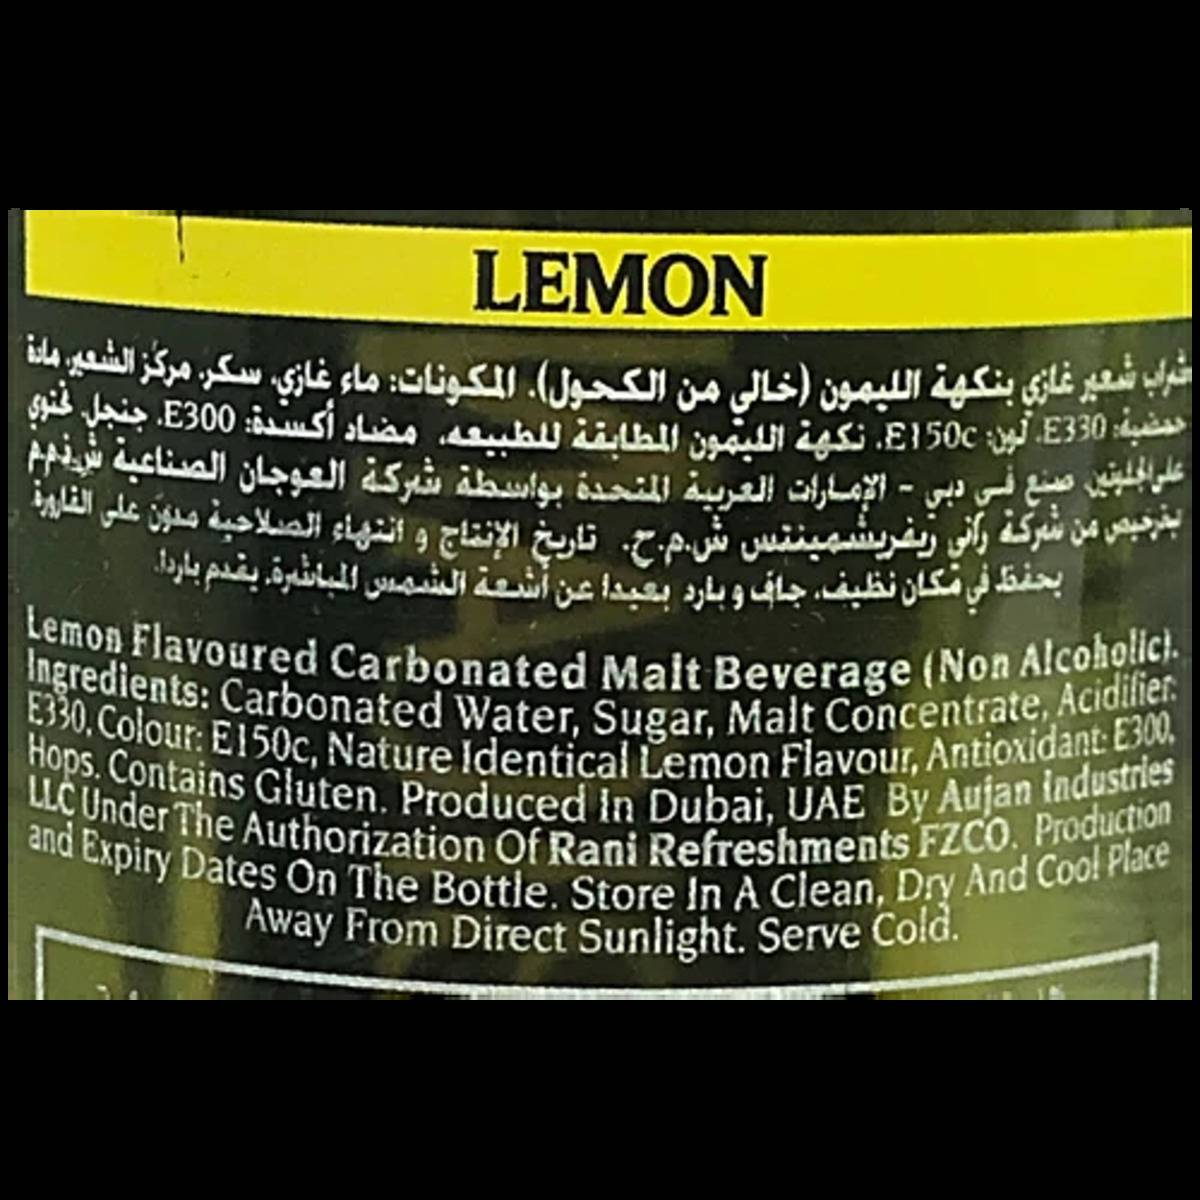 LEMON
شراب شعير غازي بنكهة الليمون (خالي من الكحول). المكونات: ماء غازي، سكر، مركز الشعير، مادة
حمضية: E330، لون: E150c، نكهة الليمون المطابقة للطبيعه، مضاد أكسدة: E300، جنجل. تحتوي
على الجلوتين. صنع في دبي - الإمارات العربية المتحدة بواسطة شركة العوجان الصناعية ش.ذ.م.م
بترخيص من شركة راني ريفريشمينتس ش.م.ح. تاريخ الإنتاج و انتهاء الصلاحية مدون على القارورة.
يحفظ في مكان نظيف، جاف و بارد بعيدا عن أشعة الشمس المباشرة. يقدم باردا.
Lemon Flavoured Carbonated Malt Beverage (Non Alcoholic).
Ingredients: Carbonated Water, Sugar, Malt Concentrate, Acidifier:
E330, Colour: E150c, Nature Identical Lemon Flavour, Antioxidant: E300,
Hops. Contains Gluten. Produced In Dubai, UAE By Aujan Industries
LLC Under The Authorization Of Rani Refreshments FZCO. Production
and Expiry Dates On The Bottle. Store In A Clean, Dry And Cool Place
Away From Direct Sunlight. Serve Cold.